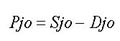 Pjo = Sjo – Djo